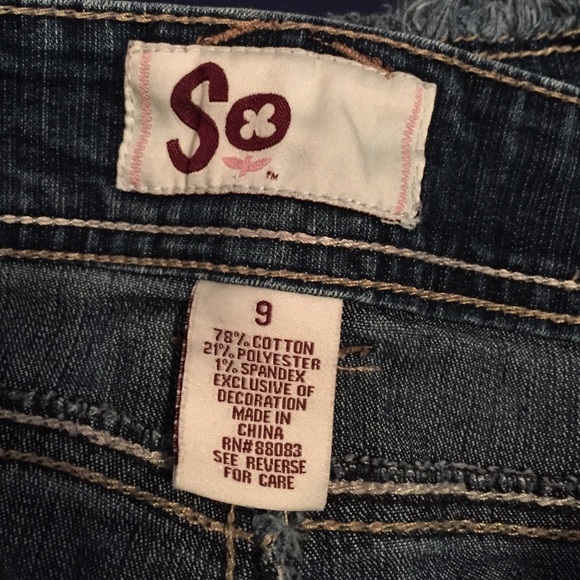 So
™
9
78% COTTON
21% POLYESTER
1% SPANDEX
EXCLUSIVE OF
DECORATION
MADE IN
CHINA
RN#88083
SEE REVERSE
FOR CARE